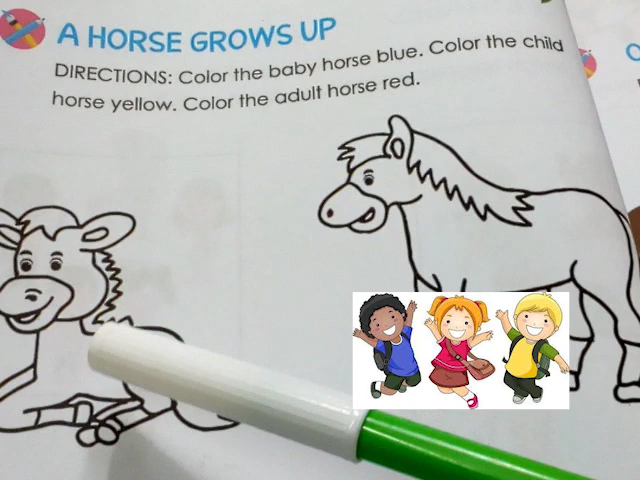 A HORSE GROWS UP
DIRECTIONS: Color the baby horse blue. Color the child
horse yellow. Color the adult horse red.